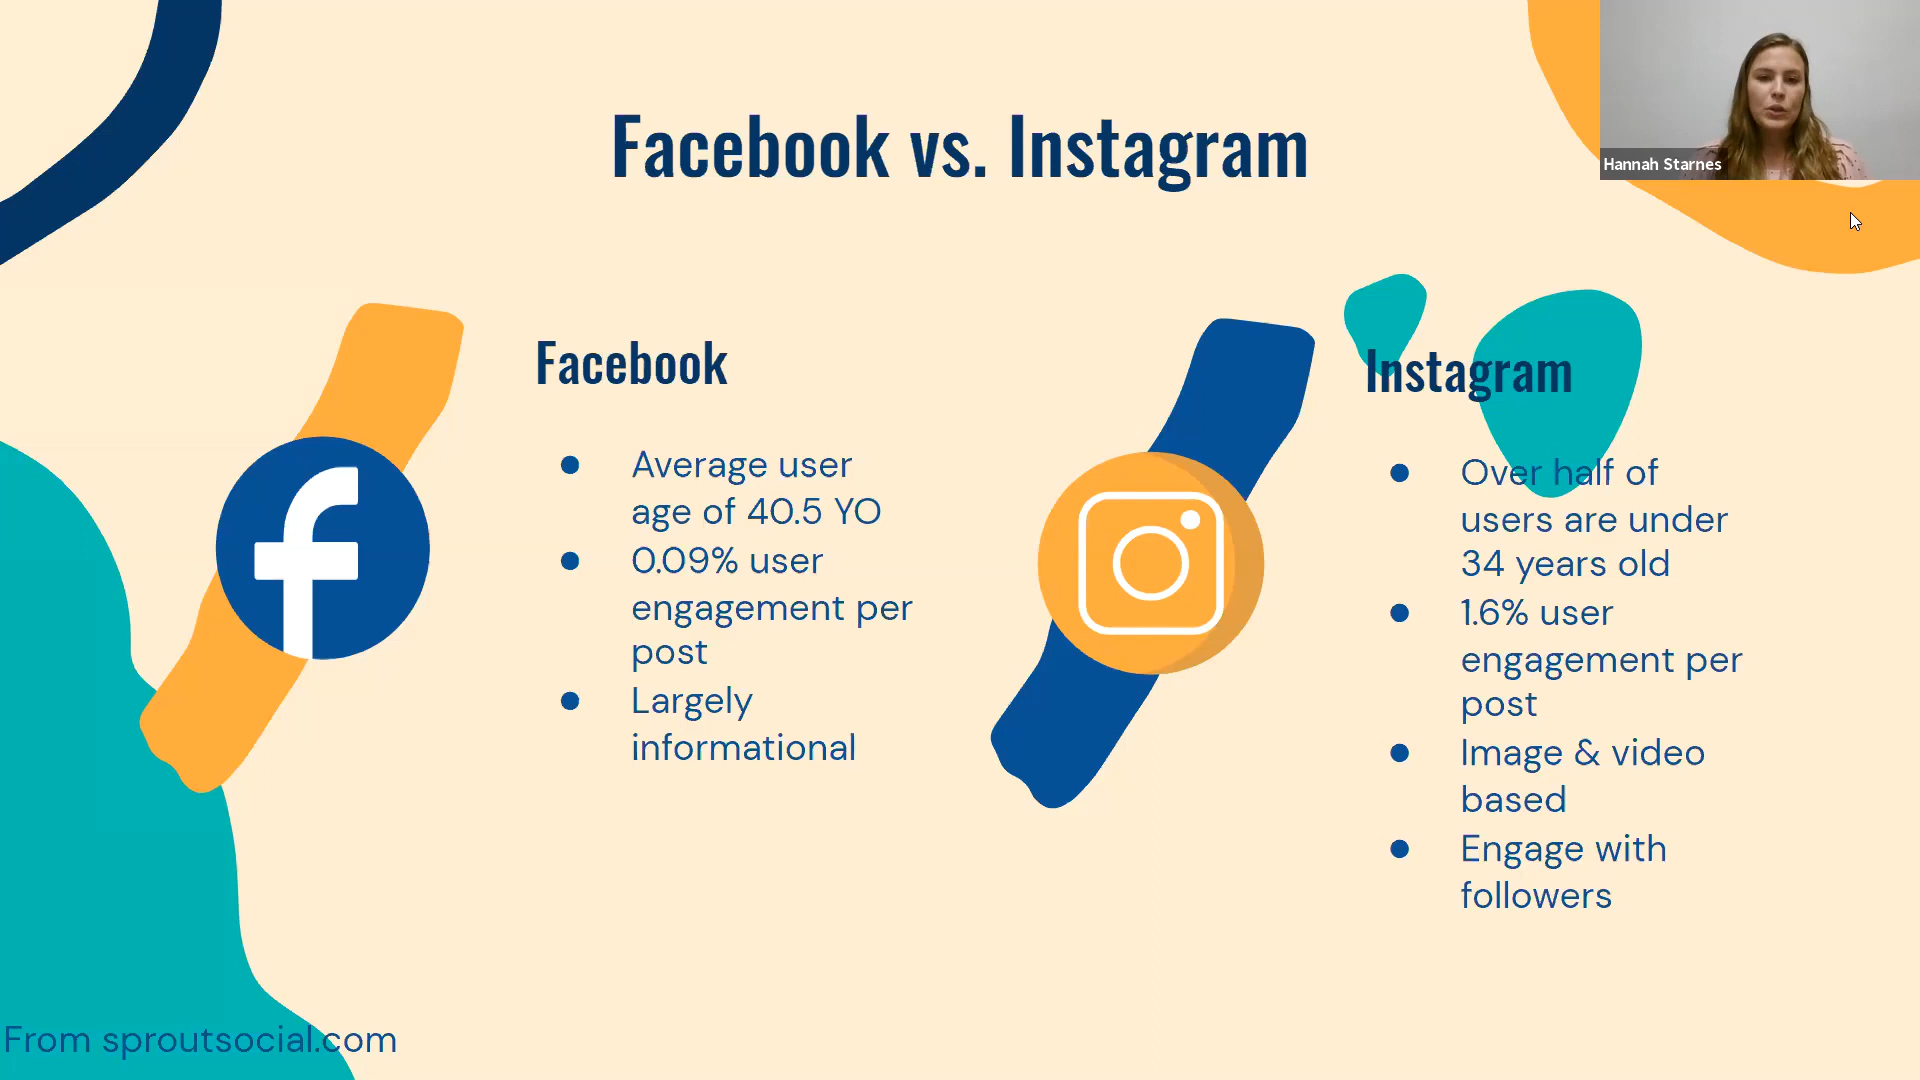 Facebook vs. Instagram
Hannah Starnes
Facebook
Average user
age of 40.5 YO
0.09% user
engagement per
post
Largely
informational
Instagram
Over half of
users are under
34 years old
1.6% user
engagement per
post
Image & video
based
Engage with
followers
From sproutsocial.com